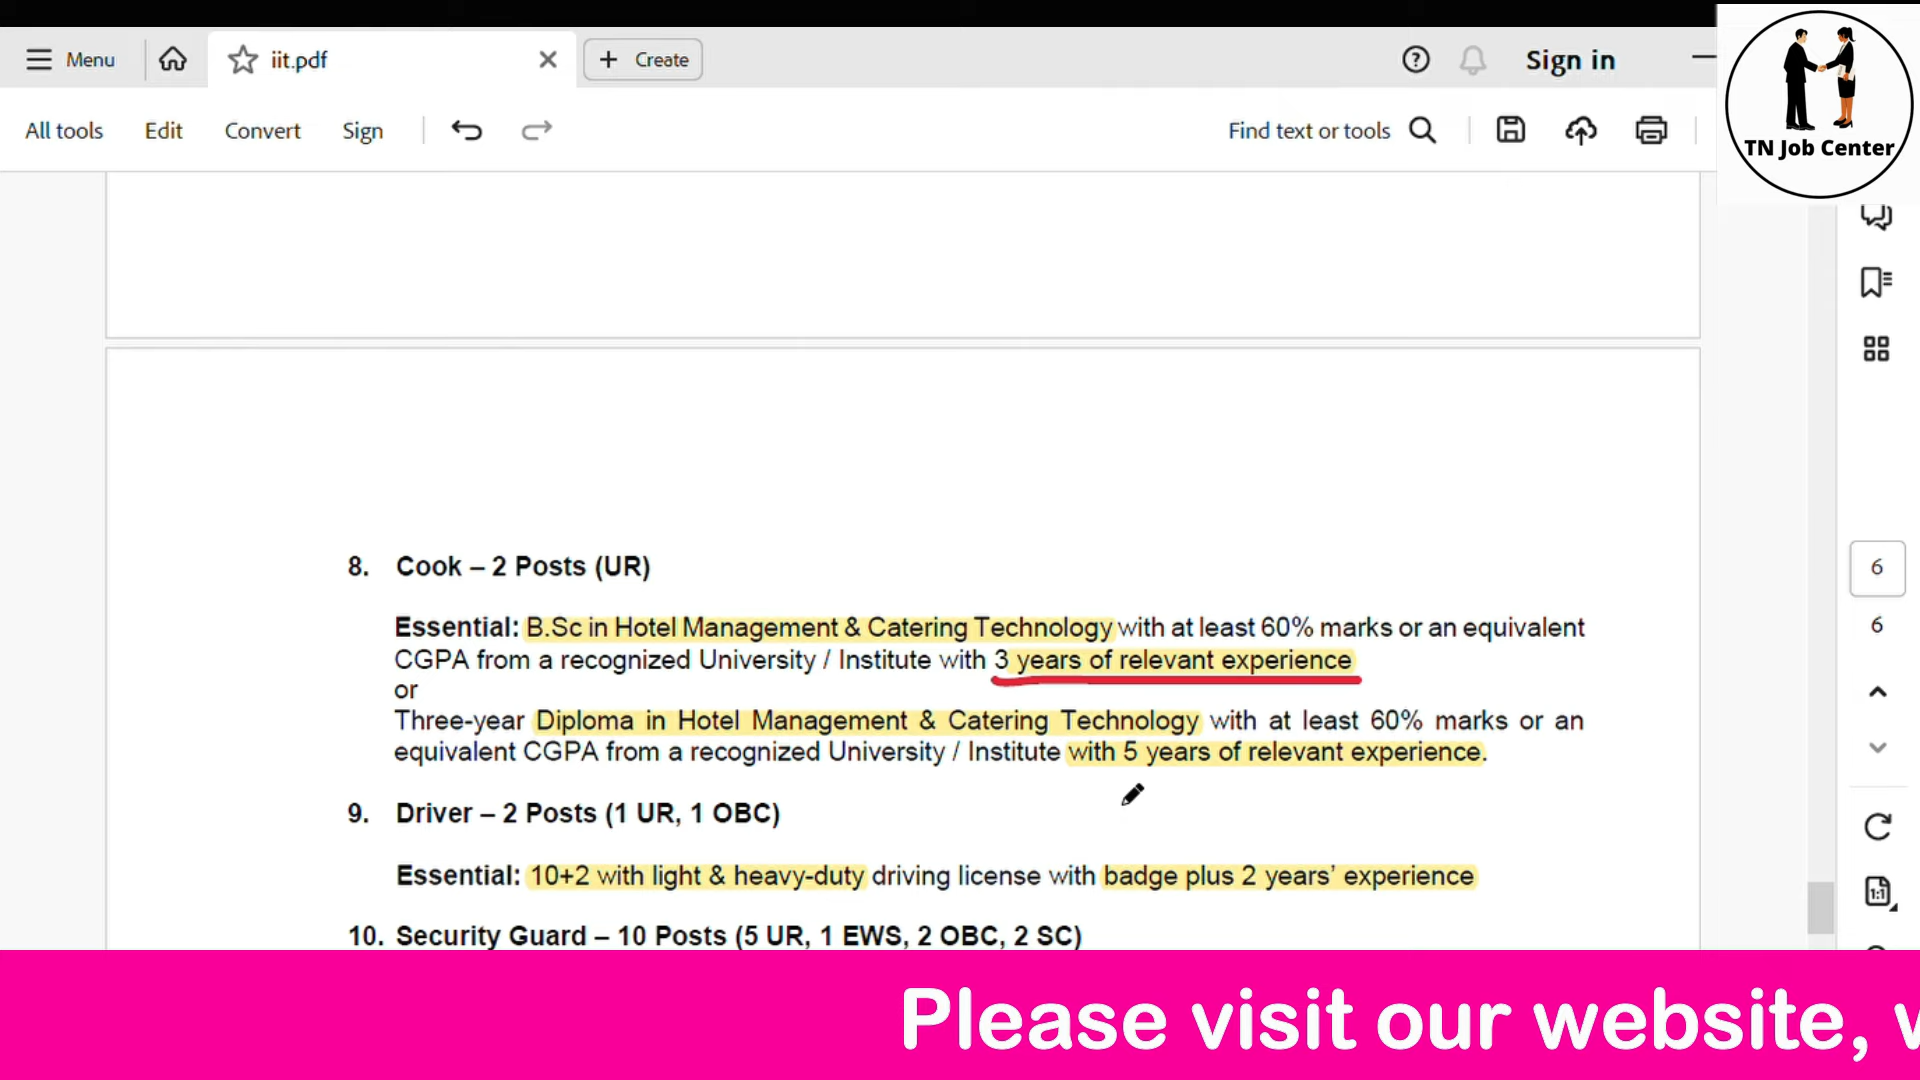 Menu
iit.pdf
Create
Sign in
All tools
Edit
Convert
Sign
Find text or tools
TN Job Center
8. Cook – 2 Posts (UR)
Essential: B.Sc in Hotel Management & Catering Technology with at least 60% marks or an equivalent
CGPA from a recognized University / Institute with 3 years of relevant experience
or
Three-year Diploma in Hotel Management & Catering Technology with at least 60% marks or an
equivalent CGPA from a recognized University / Institute with 5 years of relevant experience.
9. Driver – 2 Posts (1 UR, 1 OBC)
Essential: 10+2 with light & heavy-duty driving license with badge plus 2 years’ experience
10. Security Guard – 10 Posts (5 UR, 1 EWS, 2 OBC, 2 SC)
6
6
1:1
Please visit our website,